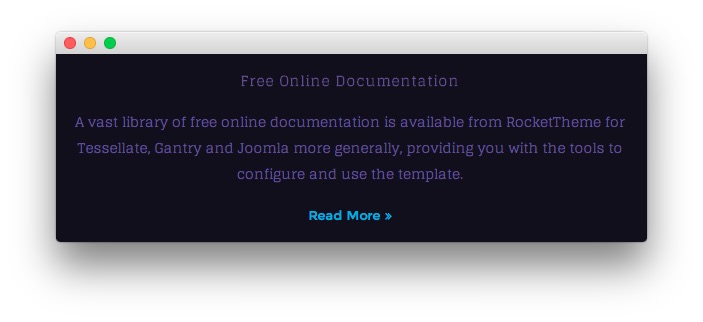 Free Online Documentation
A vast library of free online documentation is available from RocketTheme for
Tessellate, Gantry and Joomla more generally, providing you with the tools to
configure and use the template.
Read More »